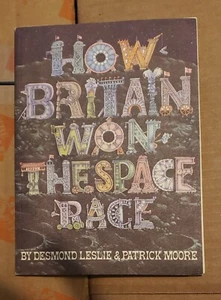 HOW
BRITAIN
WON
THE SPACE
RACE
BY DESMOND LESLIE & PATRICK MOORE